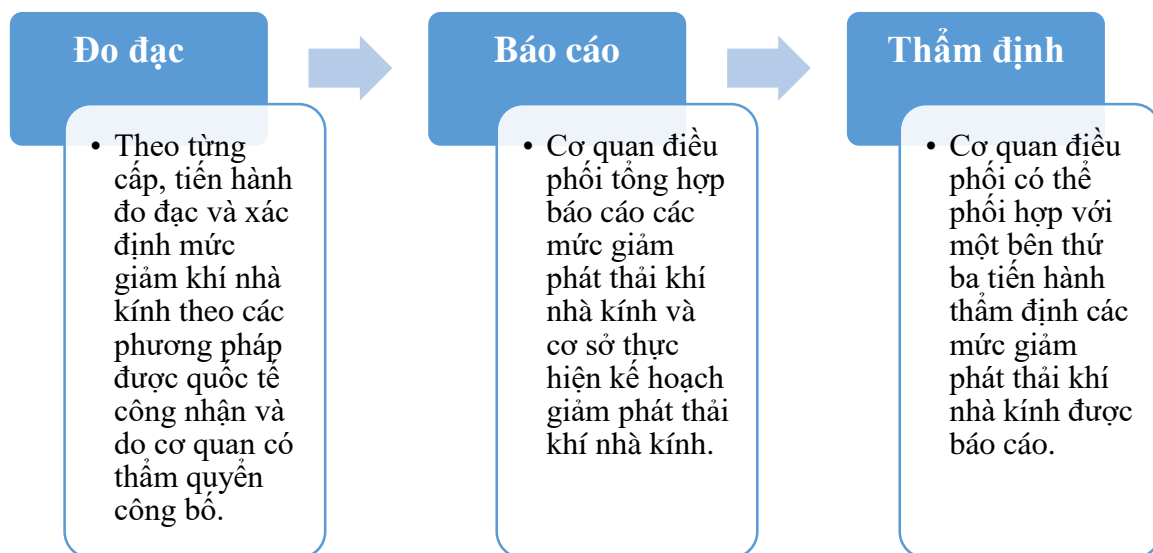 Đo đạc
• Theo từng
cấp, tiến hành
đo đạc và xác
định mức
giảm khí nhà
kính theo các
phương pháp
được quốc tế
công nhận và
do cơ quan có
thẩm quyển
công bố.
Báo cáo
• Cơ quan điều
phối tổng hợp
báo cáo các
mức giảm
phát thải khí
nhà kính và
cơ sở thực
hiện kế hoạch
giảm phát thải
khí nhà kính.
Thẩm định
• Cơ quan điều
phối có thể
phối hợp với
một bên thứ
ba tiến hành
thẩm định các
mức giảm
phát thải khí
nhà kính được
báo cáo.